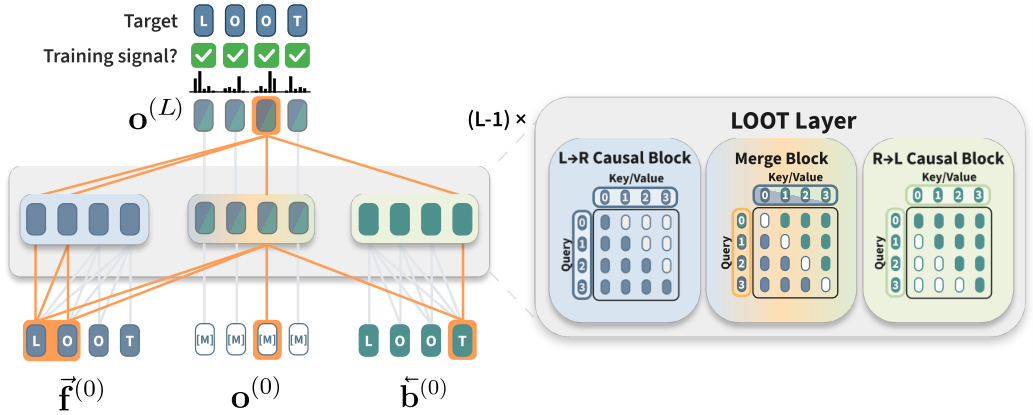 Target L O O T
Training signal?
o^(L)
(L-1) ×
LOOT Layer
L→R Causal Block
Key/Value
0 1 2 3
Query
0
1
2
3
Merge Block
Key/Value
0 1 2 3
Query
0
1
2
3
R→L Causal Block
Key/Value
0 1 2 3
Query
0
1
2
3
L O O T
[M] [M] [M] [M]
L O O T
f⃗^(0)
o^(0)
b⃖^(0)